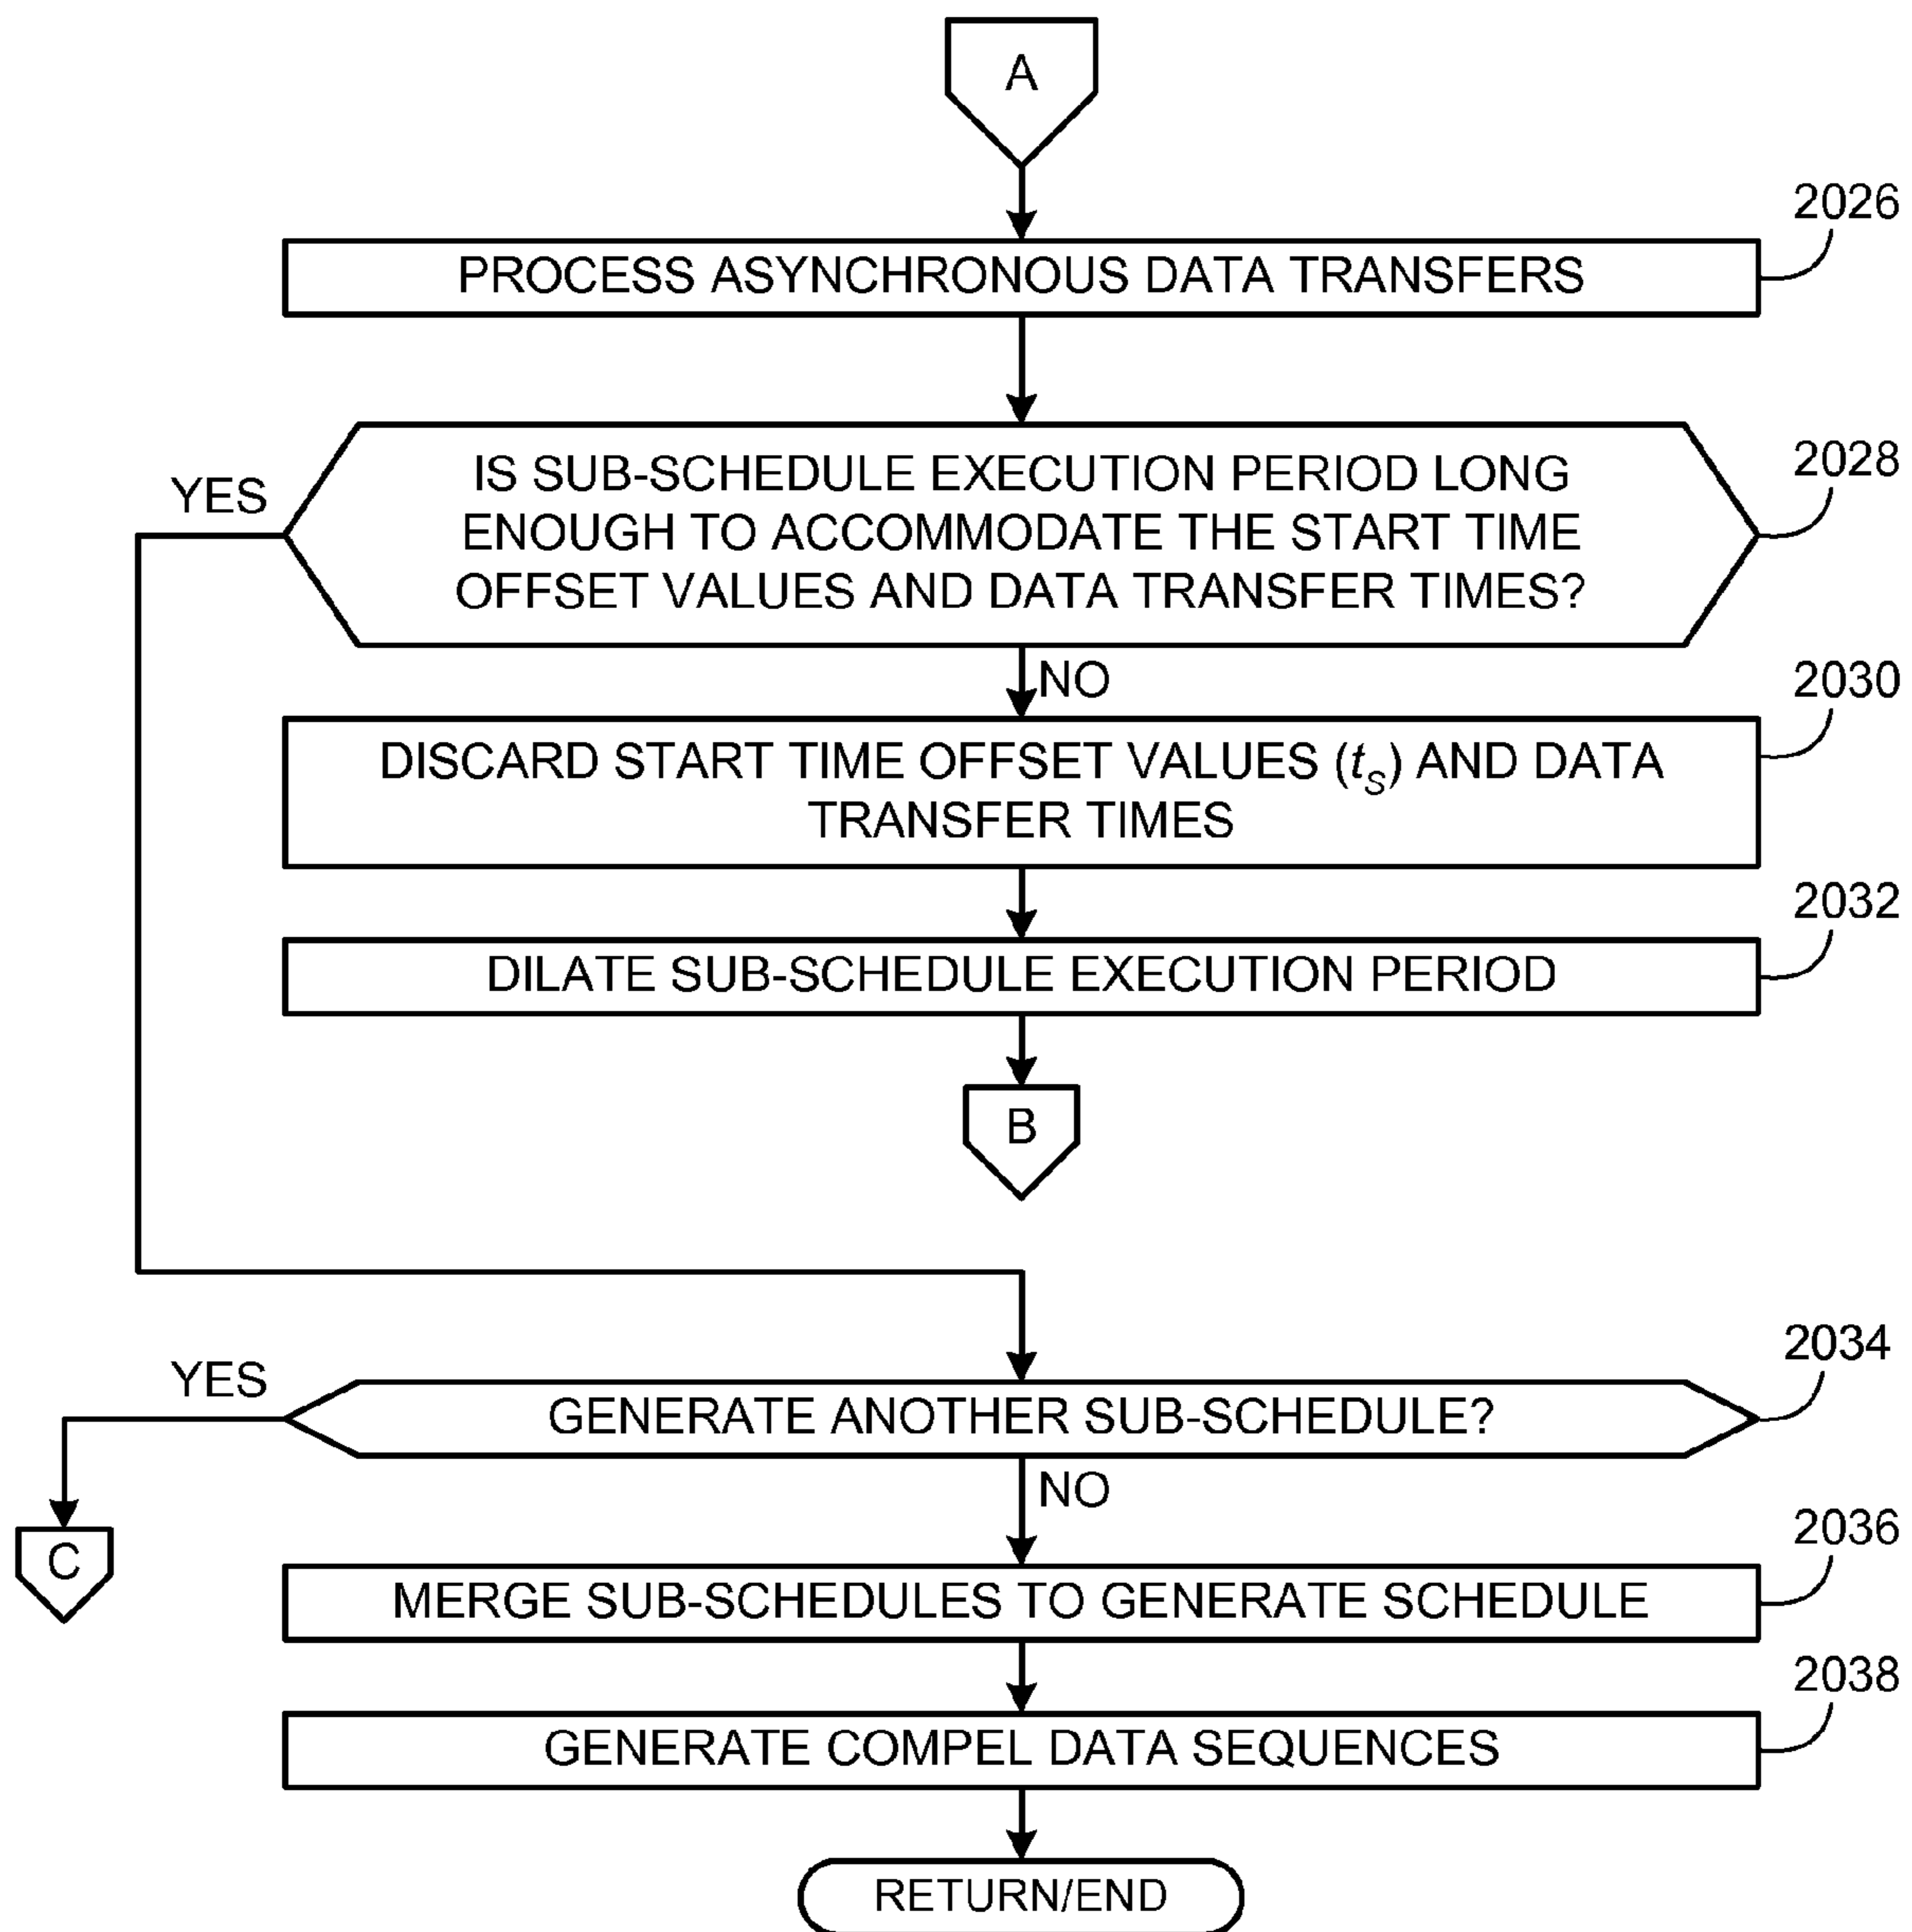 A
2026
PROCESS ASYNCHRONOUS DATA TRANSFERS
YES
IS SUB-SCHEDULE EXECUTION PERIOD LONG
ENOUGH TO ACCOMMODATE THE START TIME
OFFSET VALUES AND DATA TRANSFER TIMES?
2028
NO
2030
DISCARD START TIME OFFSET VALUES (tS) AND DATA
TRANSFER TIMES
2032
DILATE SUB-SCHEDULE EXECUTION PERIOD
B
2034
YES
GENERATE ANOTHER SUB-SCHEDULE?
NO
C
2036
MERGE SUB-SCHEDULES TO GENERATE SCHEDULE
2038
GENERATE COMPEL DATA SEQUENCES
RETURN/END